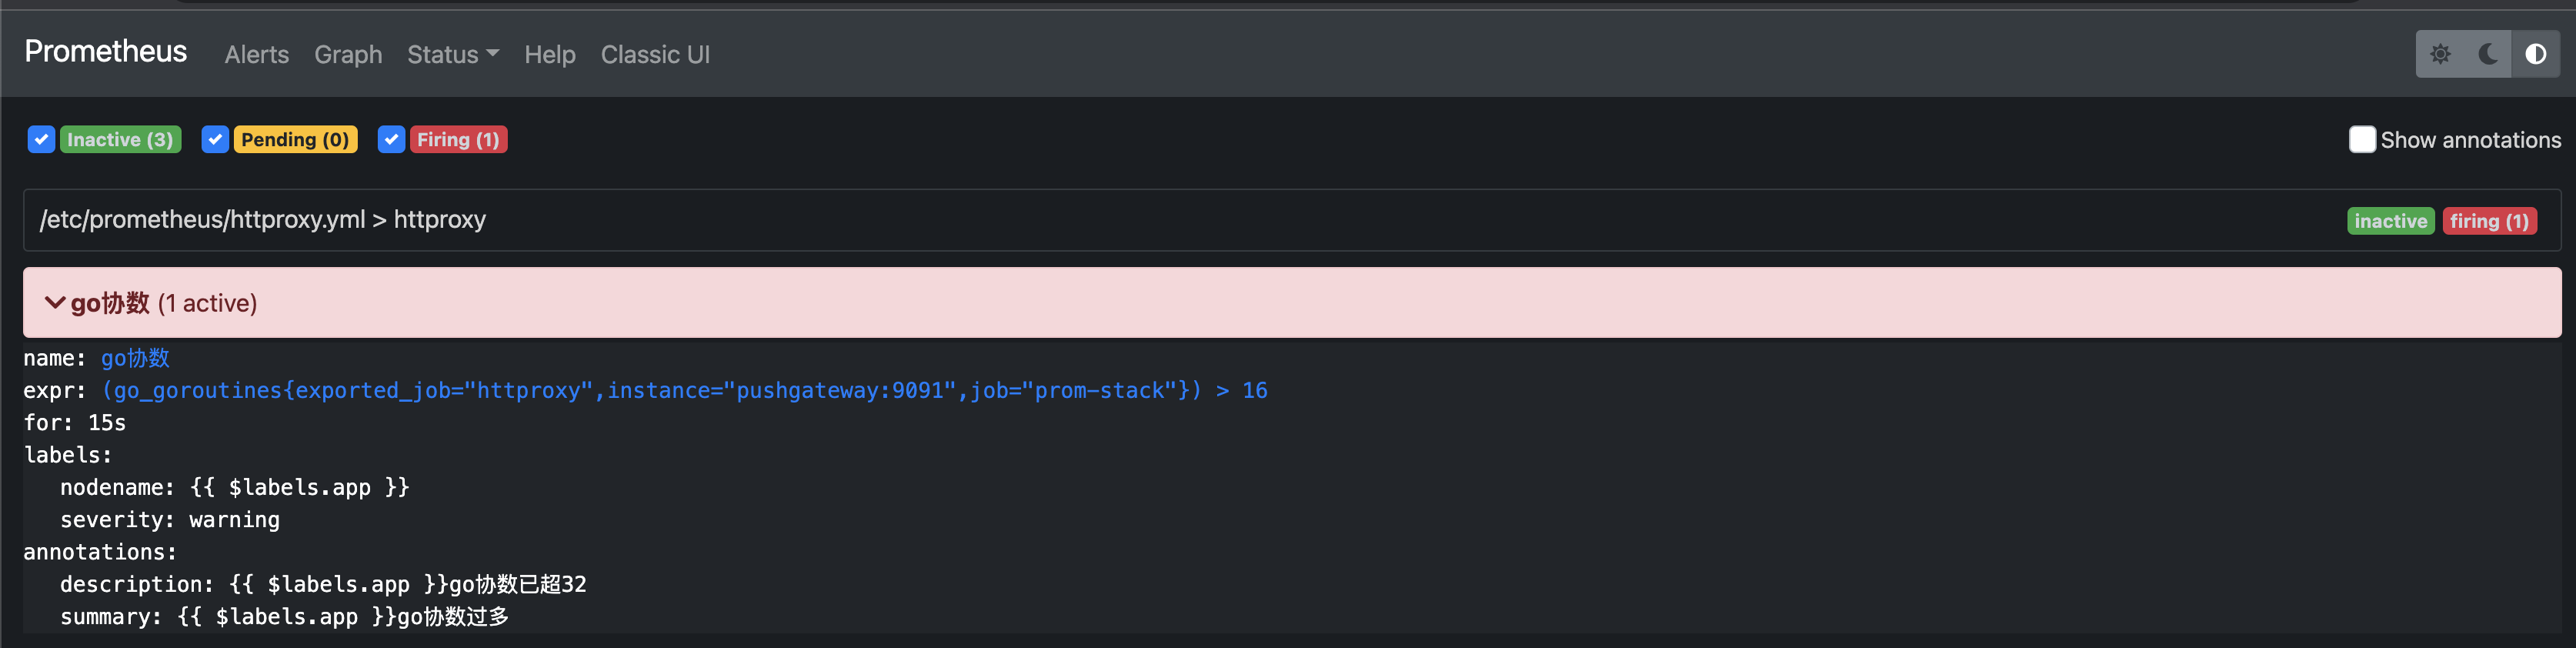 Prometheus Alerts Graph Status Help Classic UI
Inactive (3) Pending (0) Firing (1) Show annotations
/etc/prometheus/httproxy.yml > httproxy inactive firing (1)
go协数 (1 active)
name: go协数
expr: (go_goroutines{exported_job="httproxy",instance="pushgateway:9091",job="prom-stack"}) > 16
for: 15s
labels:
nodename: {{ $labels.app }}
severity: warning
annotations:
description: {{ $labels.app }}go协数已超32
summary: {{ $labels.app }}go协数过多